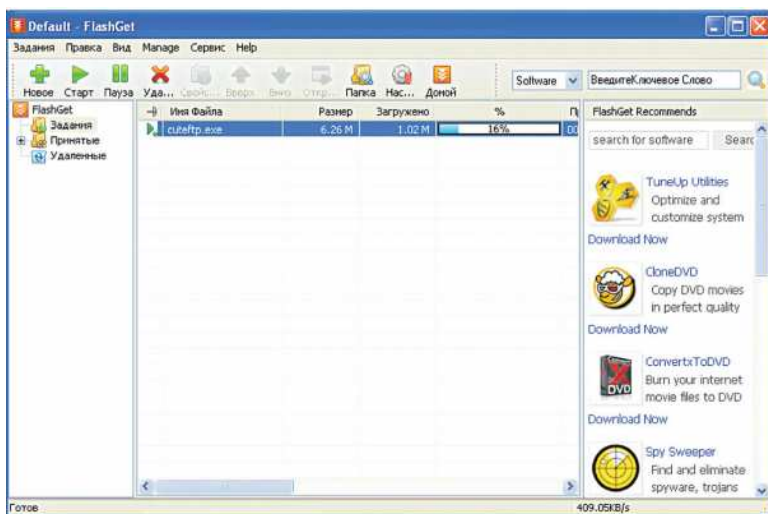 Default - FlashGet
Задания Правка Вид Manage Сервис Help
Новое Старт Пауза Уда... Свойс... Вверх Вниз Откр... Папка Нас... Домой Software ВведитеКлючевое Слово
FlashGet
Задания
Принятые
Удаленные
Имя Файла Размер Загружено %
cuteftp.exe 6.26 M 1.02 M 16%
FlashGet Recommends
search for software Searc
TuneUp Utilities
Optimize and
customize system
Download Now
CloneDVD
Copy DVD movies
in perfect quality
Download Now
ConvertxToDVD
Burn your internet
movie files to DVD
Download Now
Spy Sweeper
Find and eliminate
spyware, trojans
Готов 409.05KB/s